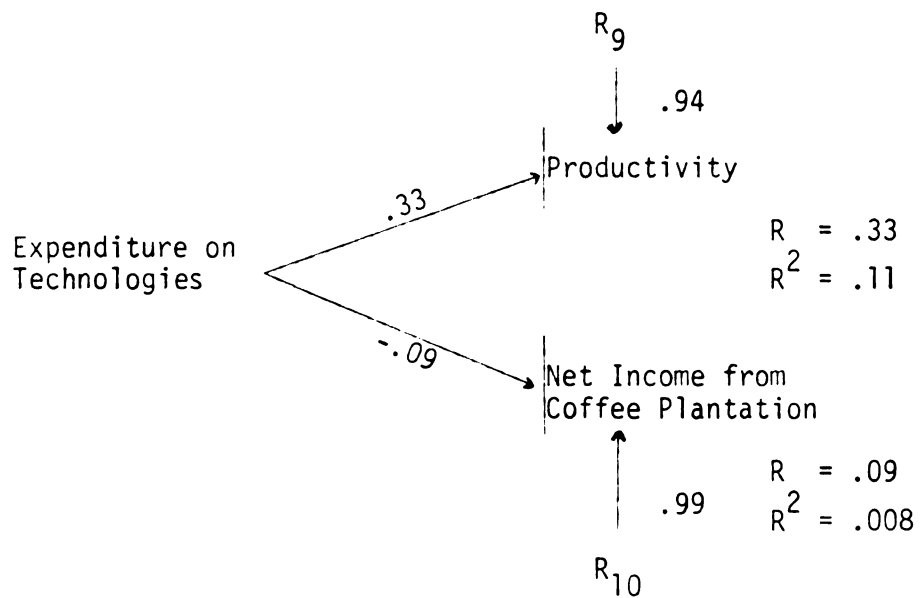 R9
.94
Productivity
.33
Expenditure on
Technologies
R = .33
R2 = .11
-.09
Net Income from
Coffee Plantation
R = .09
R2 = .008
.99
R10